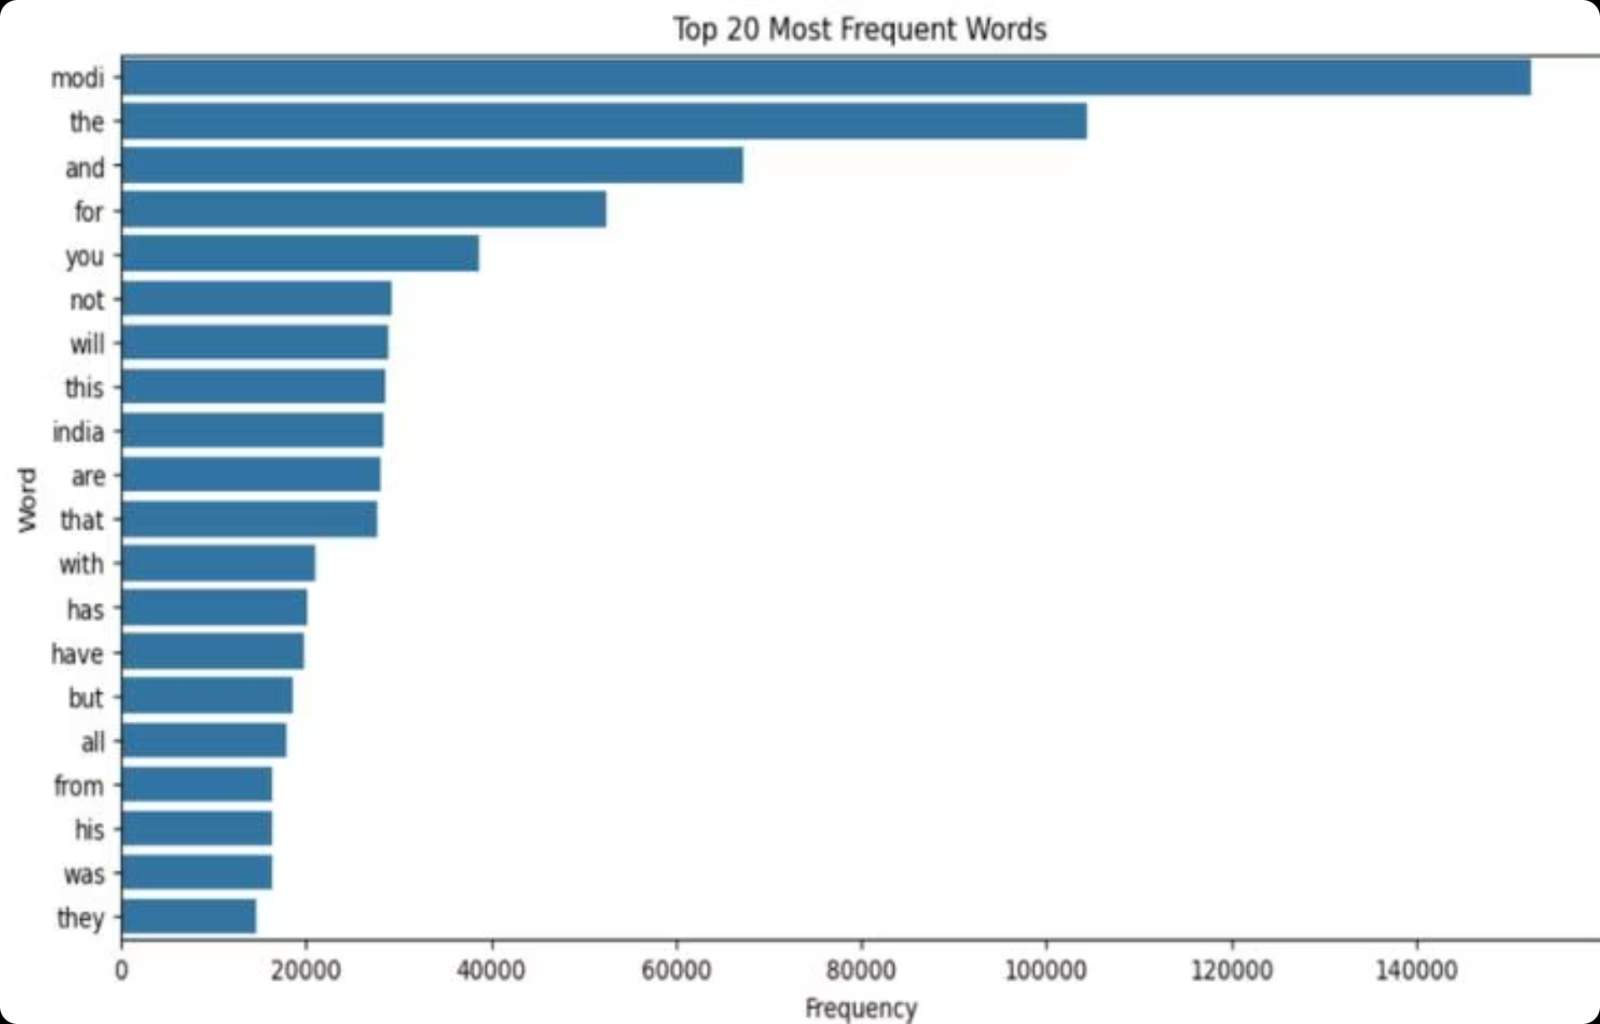 Top 20 Most Frequent Words
modi
the
and
for
you
not
will
this
india
are
that
with
has
have
but
all
from
his
was
they
Word
0 20000 40000 60000 80000 100000 120000 140000
Frequency